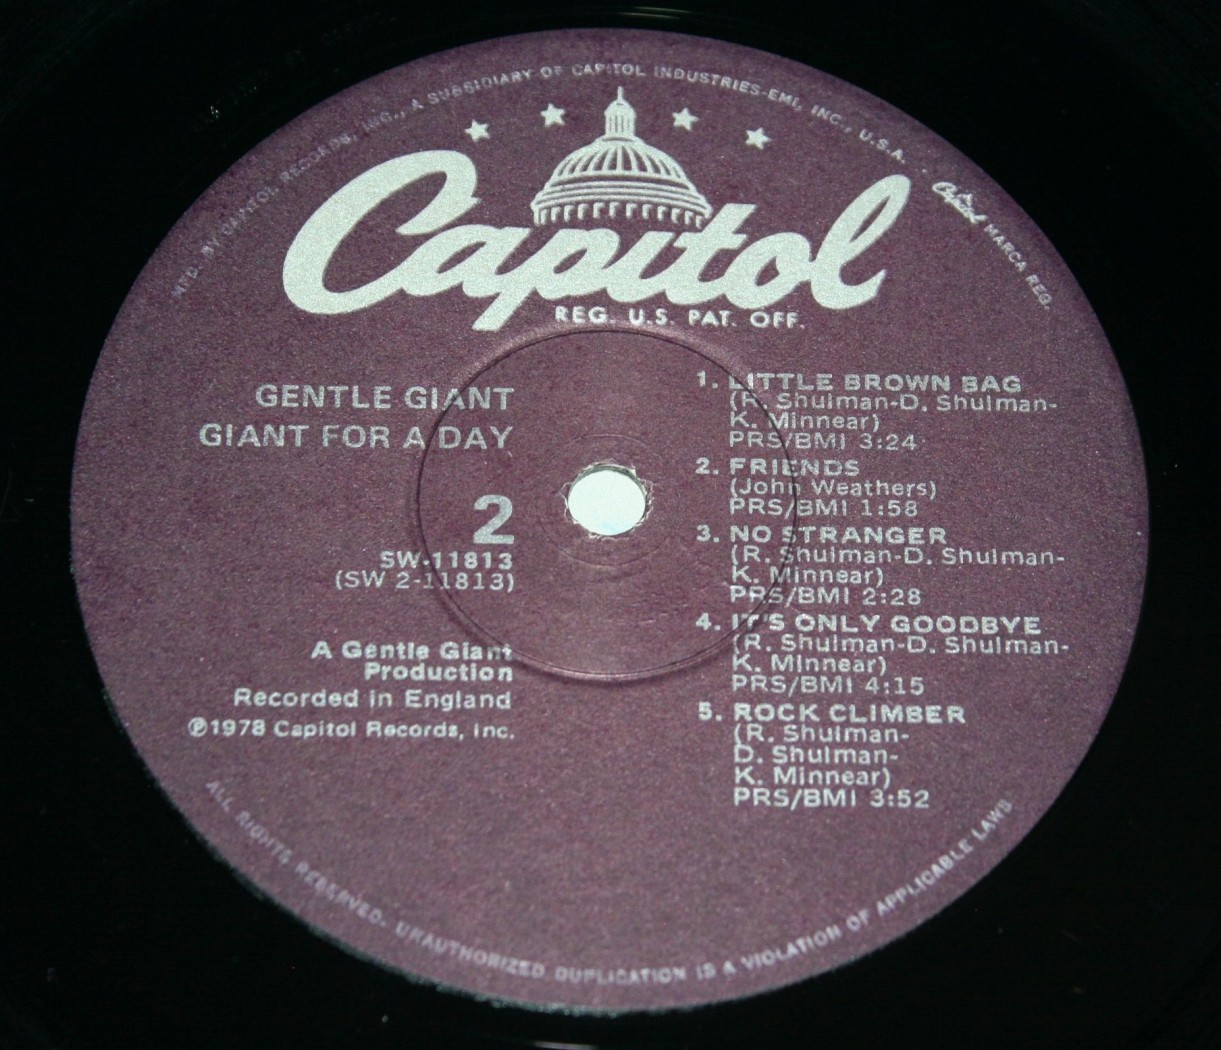 MFD. BY CAPITOL RECORDS, INC., A SUBSIDIARY OF CAPITOL INDUSTRIES-EMI, INC., U.S.A. · Capitol MARCA REG.
Capitol
REG. U.S. PAT. OFF.
GENTLE GIANT
GIANT FOR A DAY
2
SW-11813
(SW 2-11813)
A Gentle Giant
Production
Recorded in England
℗1978 Capitol Records, Inc.
1. LITTLE BROWN BAG
(R. Shulman-D. Shulman-
K. Minnear)
PRS/BMI 3:24
2. FRIENDS
(John Weathers)
PRS/BMI 1:58
3. NO STRANGER
(R. Shulman-D. Shulman-
K. Minnear)
PRS/BMI 2:28
4. IT'S ONLY GOODBYE
(R. Shulman-D. Shulman-
K. Minnear)
PRS/BMI 4:15
5. ROCK CLIMBER
(R. Shulman-
D. Shulman-
K. Minnear)
PRS/BMI 3:52
ALL RIGHTS RESERVED. UNAUTHORIZED DUPLICATION IS A VIOLATION OF APPLICABLE LAWS